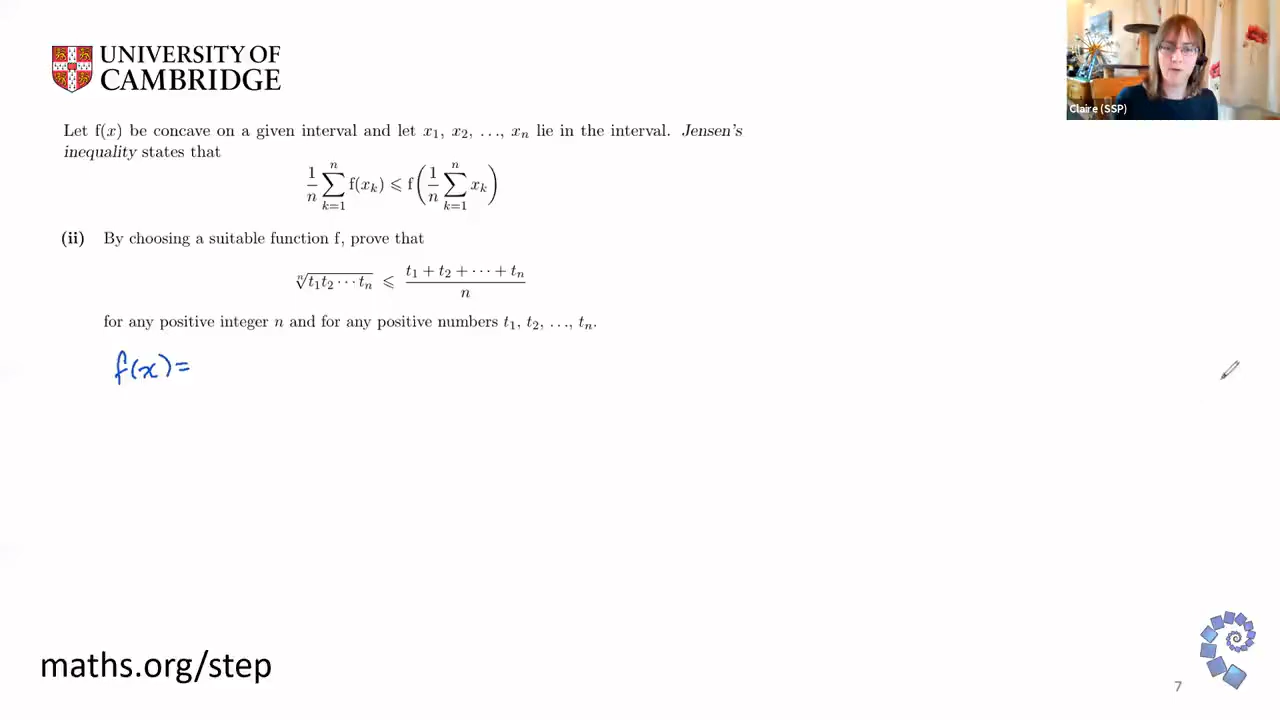 UNIVERSITY OF
CAMBRIDGE
Claire (SSP)
Let f(x) be concave on a given interval and let x₁, x₂, ..., xₙ lie in the interval. Jensen's
inequality states that
1/n ∑ₖ₌₁ⁿ f(xₖ) ⩽ f(1/n ∑ₖ₌₁ⁿ xₖ)
(ii) By choosing a suitable function f, prove that
ⁿ√(t₁t₂⋯tₙ) ⩽ (t₁ + t₂ + ⋯ + tₙ)/n
for any positive integer n and for any positive numbers t₁, t₂, ..., tₙ.
f(x)=
maths.org/step
7